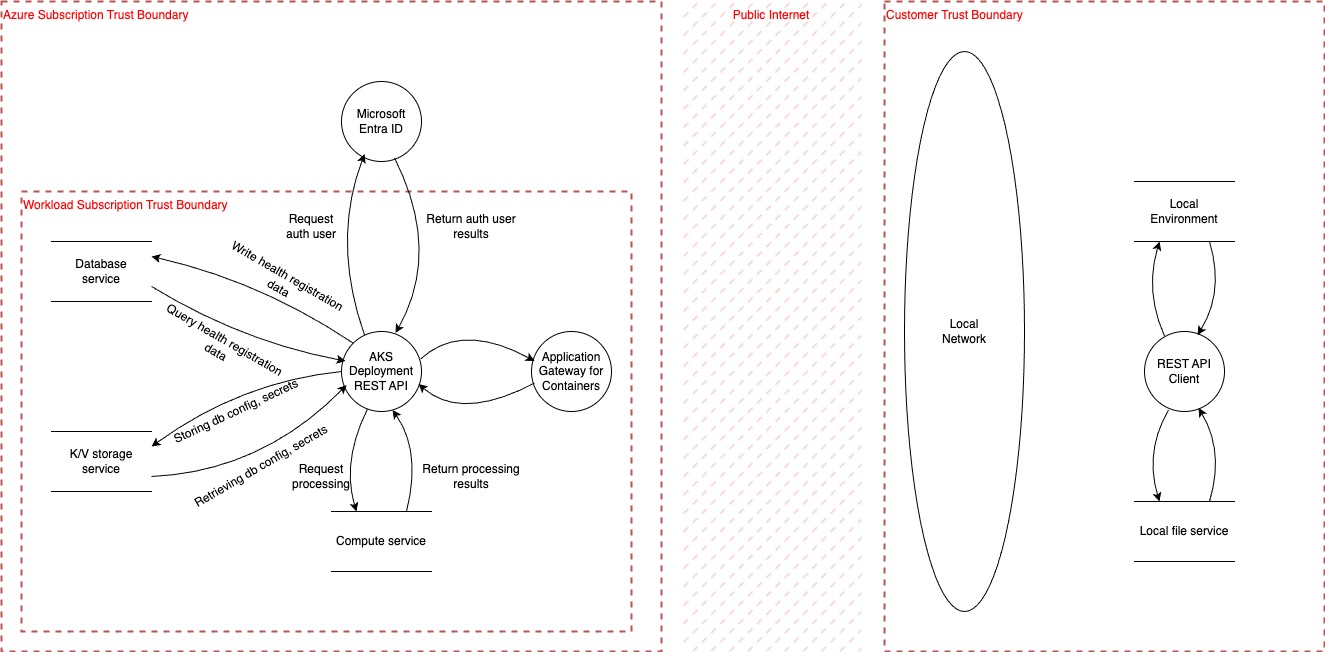 Azure Subscription Trust Boundary
Public Internet
Customer Trust Boundary
Microsoft
Entra ID
Workload Subscription Trust Boundary
Request
auth user
Return auth user
results
Write health registration
data
Database
service
Query health registration
data
Local
Environment
Local
Network
AKS
Deployment
REST API
Application
Gateway for
Containers
REST API
Client
Storing db config, secrets
K/V storage
service
Retrieving db config, secrets
Request
processing
Return processing
results
Compute service
Local file service